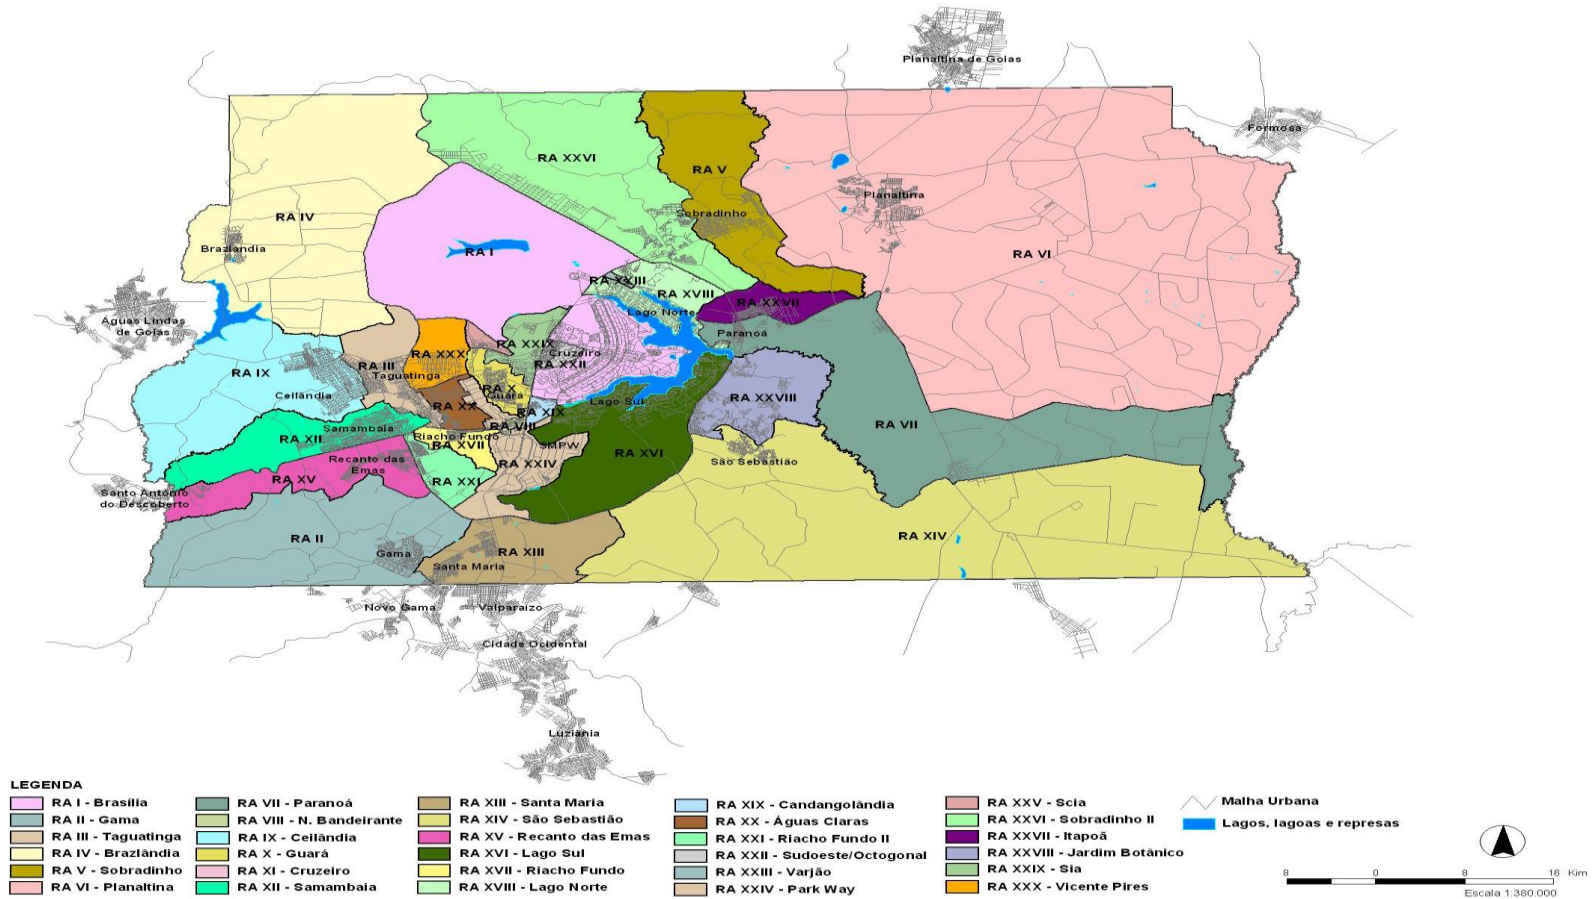 Planaltina de Goias
Formosa
RA XXVI
RA V
Planaltina
RA IV
Sobradinho
Brazlandia
RA I
RA VI
RA XXIII
RA XVIII
RA XXVII
Lago Norte
Águas Lindas
de Goias
Paranoá
RA XXIX
Cruzeiro
RA XXX
RA III
RA XXII
RA IX
Taguatinga
RA X
Guará
Ceilândia
Lago Sul
RA XXVIII
RA XX
RA XIX
RA VII
Samambaia
RA VIII
RA XII
Riacho Fundo
RA XVII
SMPW
RA XVI
Recanto das
Emas
RA XXIV
São Sebastião
RA XV
RA XXI
Santo Antônio
do Descoberto
RA II
RA XIV
Gama
RA XIII
Santa Maria
Novo Gama
Valparaízo
Cidade Ocidental
Luziânia
LEGENDA
RA I - Brasília
RA II - Gama
RA III - Taguatinga
RA IV - Brazlândia
RA V - Sobradinho
RA VI - Planaltina
RA VII - Paranoá
RA VIII - N. Bandeirante
RA IX - Ceilândia
RA X - Guará
RA XI - Cruzeiro
RA XII - Samambaia
RA XIII - Santa Maria
RA XIV - São Sebastião
RA XV - Recanto das Emas
RA XVI - Lago Sul
RA XVII - Riacho Fundo
RA XVIII - Lago Norte
RA XIX - Candangolândia
RA XX - Águas Claras
RA XXI - Riacho Fundo II
RA XXII - Sudoeste/Octogonal
RA XXIII - Varjão
RA XXIV - Park Way
RA XXV - Scia
RA XXVI - Sobradinho II
RA XXVII - Itapoã
RA XXVIII - Jardim Botânico
RA XXIX - Sia
RA XXX - Vicente Pires
Malha Urbana
Lagos, lagoas e represas
8 0 8 16 Kim
Escala 1:380.000